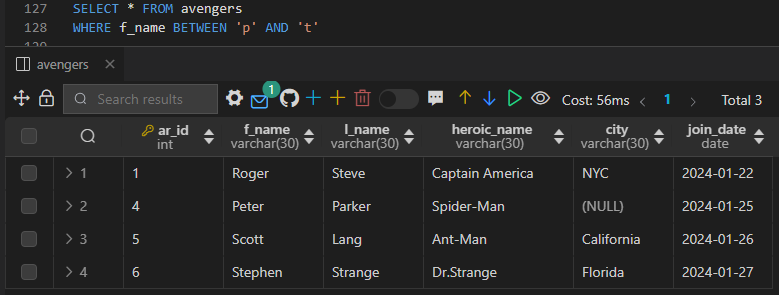 127 SELECT * FROM avengers
128 WHERE f_name BETWEEN 'p' AND 't'
129
avengers
Search results 1 Cost: 56ms 1 Total 3
ar_id f_name l_name heroic_name city join_date
int varchar(30) varchar(30) varchar(30) varchar(30) date
1 1 Roger Steve Captain America NYC 2024-01-22
2 4 Peter Parker Spider-Man (NULL) 2024-01-25
3 5 Scott Lang Ant-Man California 2024-01-26
4 6 Stephen Strange Dr.Strange Florida 2024-01-27